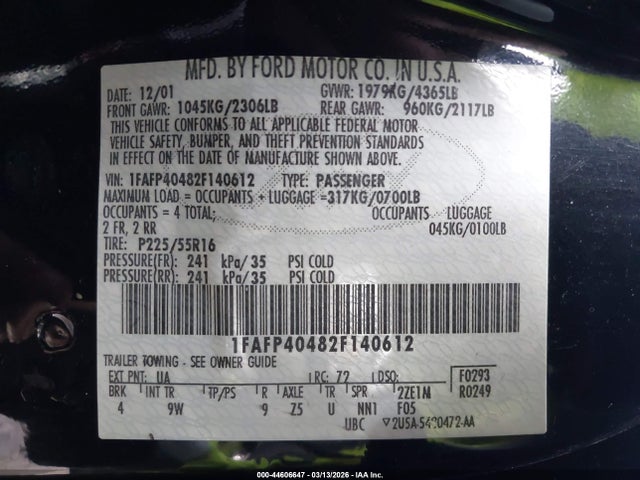 MFD. BY FORD MOTOR CO. IN U.S.A.
DATE: 12/01 GVWR: 1979KG/4365LB
FRONT GAWR: 1045KG/2306LB REAR GAWR: 960KG/2117LB
THIS VEHICLE CONFORMS TO ALL APPLICABLE FEDERAL MOTOR
VEHICLE SAFETY, BUMPER, AND THEFT PREVENTION STANDARDS
IN EFFECT ON THE DATE OF MANUFACTURE SHOWN ABOVE.
VIN: 1FAFP40482F140612 TYPE: PASSENGER
MAXIMUM LOAD = OCCUPANTS + LUGGAGE =317KG/0700LB
OCCUPANTS = 4 TOTAL; OCCUPANTS LUGGAGE
2 FR, 2 RR 045KG/0100LB
TIRE: P225/55R16
PRESSURE(FR): 241 kPa/35 PSI COLD
PRESSURE(RR): 241 kPa/35 PSI COLD
1FAFP40482F140612
TRAILER TOWING - SEE OWNER GUIDE
EXT PNT: UA RC: 72 DSO: F0293
BRK INT TR TP/PS R AXLE TR SPR 2ZE1M R0249
4 9W 9 Z5 U NN1 F05
UBC
© - 44606647 - 03/13/2026 - IAA Inc.